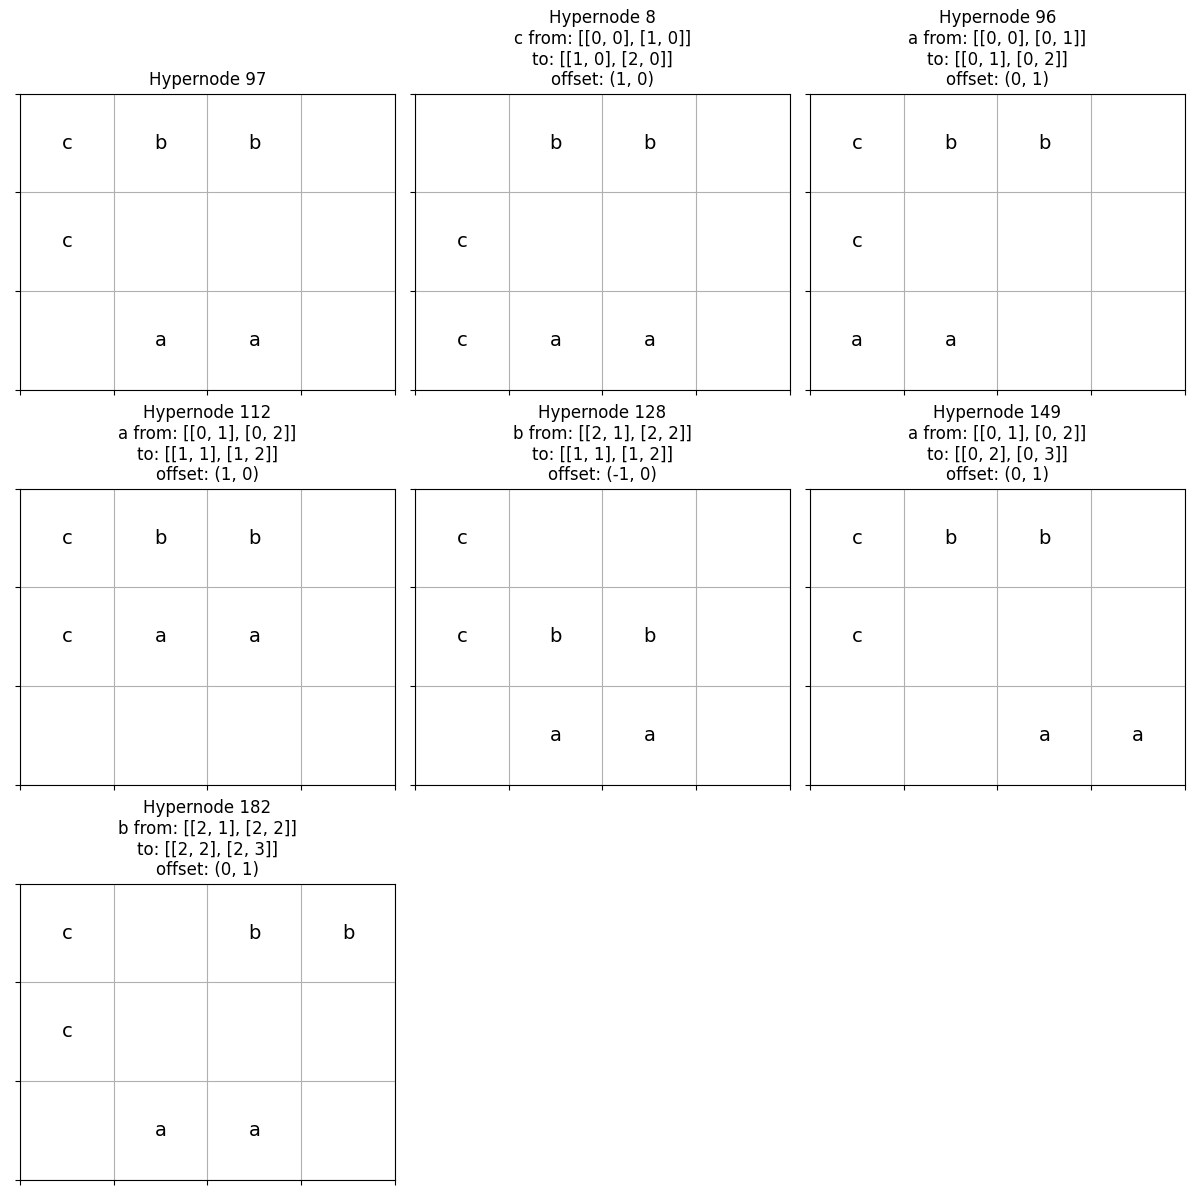 Hypernode 97
c b b
c
a a
Hypernode 8
c from: [[0, 0], [1, 0]]
to: [[1, 0], [2, 0]]
offset: (1, 0)
b b
c
c a a
Hypernode 96
a from: [[0, 0], [0, 1]]
to: [[0, 1], [0, 2]]
offset: (0, 1)
c b b
c
a a
Hypernode 112
a from: [[0, 1], [0, 2]]
to: [[1, 1], [1, 2]]
offset: (1, 0)
c b b
c a a
Hypernode 128
b from: [[2, 1], [2, 2]]
to: [[1, 1], [1, 2]]
offset: (-1, 0)
c
c b b
a a
Hypernode 149
a from: [[0, 1], [0, 2]]
to: [[0, 2], [0, 3]]
offset: (0, 1)
c b b
c
a a
Hypernode 182
b from: [[2, 1], [2, 2]]
to: [[2, 2], [2, 3]]
offset: (0, 1)
c b b
c
a a